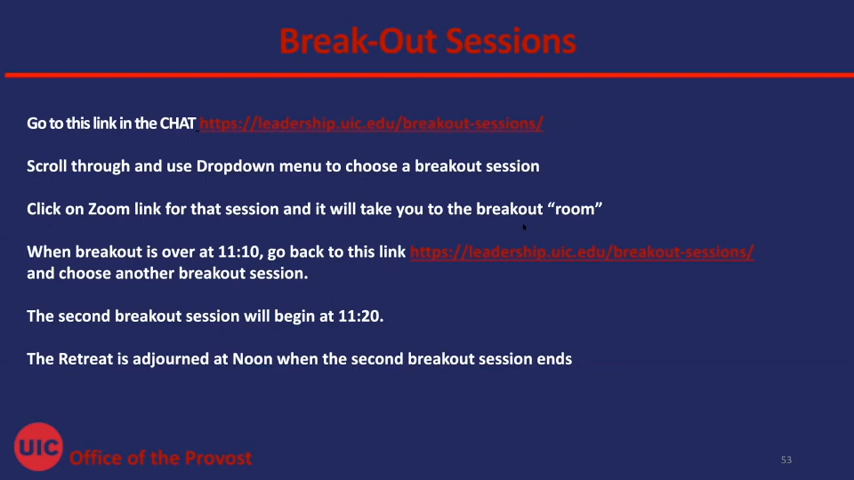 Break-Out Sessions
Go to this link in the CHAT https://leadership.uic.edu/breakout-sessions/
Scroll through and use Dropdown menu to choose a breakout session
Click on Zoom link for that session and it will take you to the breakout “room”
When breakout is over at 11:10, go back to this link https://leadership.uic.edu/breakout-sessions/
and choose another breakout session.
The second breakout session will begin at 11:20.
The Retreat is adjourned at Noon when the second breakout session ends
UIC Office of the Provost
53